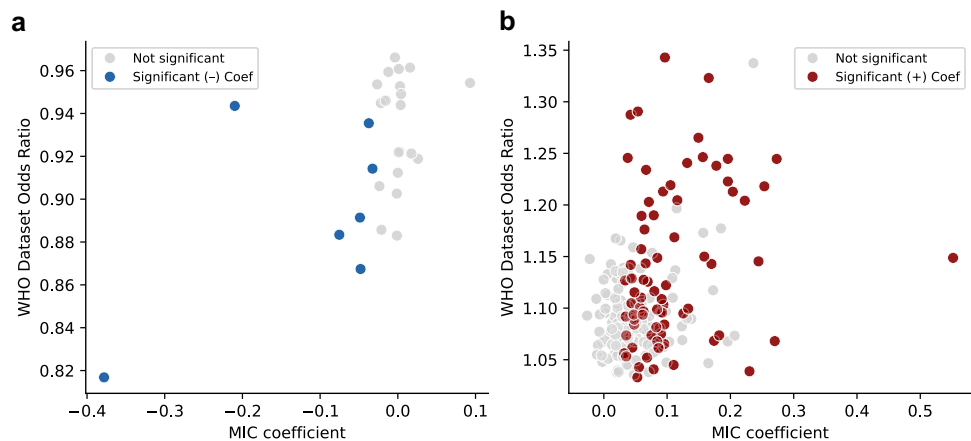 a
Not significant
Significant (–) Coef
0.96
0.94
0.92
0.90
0.88
0.86
0.84
0.82
WHO Dataset Odds Ratio
−0.4
−0.3
−0.2
−0.1
0.0
0.1
MIC coefficient
b
Not significant
Significant (+) Coef
1.35
1.30
1.25
1.20
1.15
1.10
1.05
WHO Dataset Odds Ratio
0.0
0.1
0.2
0.3
0.4
0.5
MIC coefficient